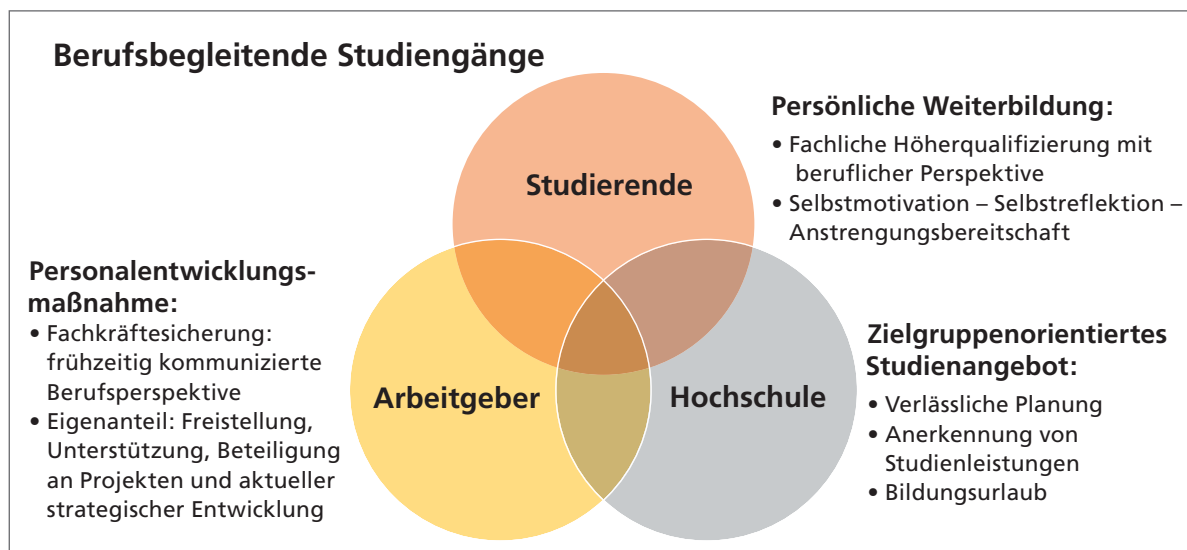 Berufsbegleitende Studiengänge
Studierende
Persönliche Weiterbildung:
• Fachliche Höherqualifizierung mit
beruflicher Perspektive
• Selbstmotivation – Selbstreflektion –
Anstrengungsbereitschaft
Personalentwicklungs-
maßnahme:
• Fachkräftesicherung:
frühzeitig kommunizierte
Berufsperspektive
• Eigenanteil: Freistellung,
Unterstützung, Beteiligung
an Projekten und aktueller
strategischer Entwicklung
Arbeitgeber
Hochschule
Zielgruppenorientiertes
Studienangebot:
• Verlässliche Planung
• Anerkennung von
Studienleistungen
• Bildungsurlaub